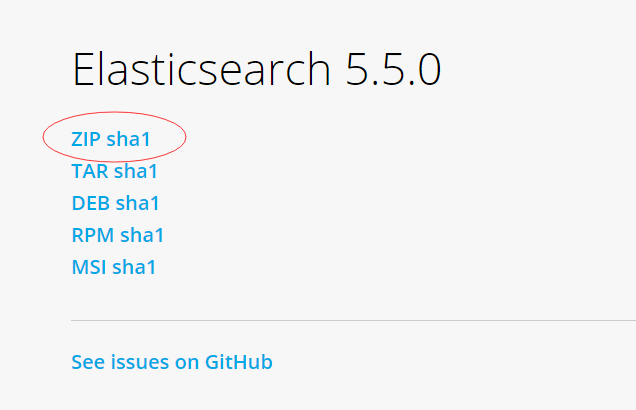 Elasticsearch 5.5.0
ZIP sha1
TAR sha1
DEB sha1
RPM sha1
MSI sha1
See issues on GitHub